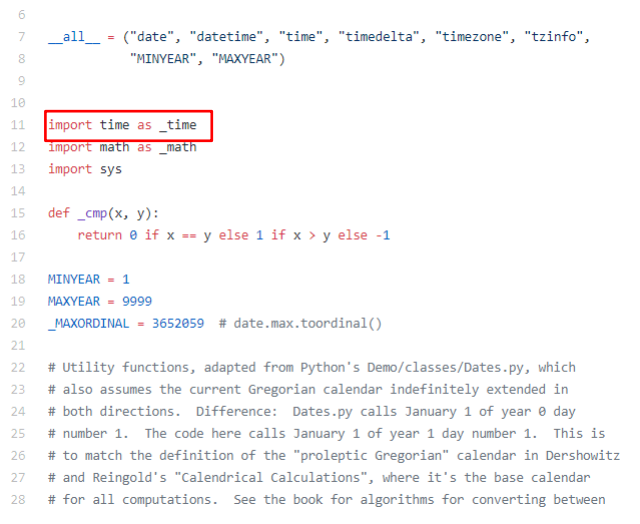 6
7 __all__ = ("date", "datetime", "time", "timedelta", "timezone", "tzinfo",
8            "MINYEAR", "MAXYEAR")
9
10
11 import time as _time
12 import math as _math
13 import sys
14
15 def _cmp(x, y):
16     return 0 if x == y else 1 if x > y else -1
17
18 MINYEAR = 1
19 MAXYEAR = 9999
20 _MAXORDINAL = 3652059  # date.max.toordinal()
21
22 # Utility functions, adapted from Python's Demo/classes/Dates.py, which
23 # also assumes the current Gregorian calendar indefinitely extended in
24 # both directions.  Difference:  Dates.py calls January 1 of year 0 day
25 # number 1.  The code here calls January 1 of year 1 day number 1.  This is
26 # to match the definition of the "proleptic Gregorian" calendar in Dershowitz
27 # and Reingold's "Calendrical Calculations", where it's the base calendar
28 # for all computations.  See the book for algorithms for converting between